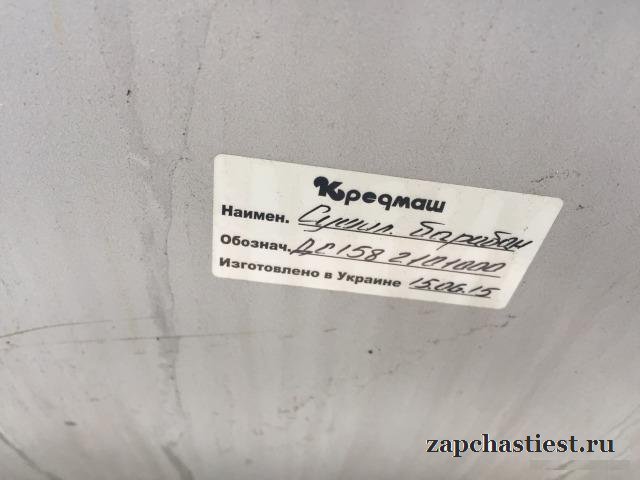 Кредмаш
Наимен. Сушил. барабан
Обознач. ДС 158 2101000
Изготовлено в Украине 15.06.15
zapchastiest.ru